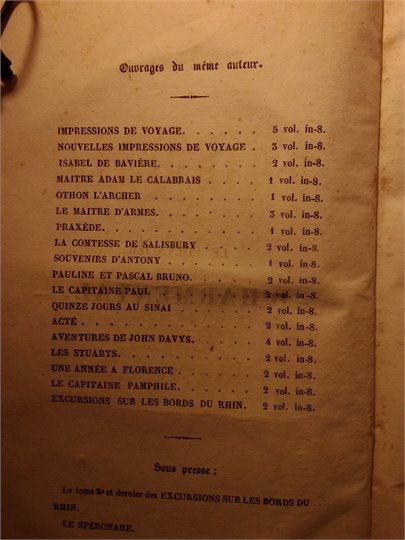 Ouvrages du même auteur.
IMPRESSIONS DE VOYAGE. . . . . . 5 vol. in-8.
NOUVELLES IMPRESSIONS DE VOYAGE . 3 vol. in-8.
ISABEL DE BAVIÈRE. . . . . . . 2 vol. in-8.
MAITRE ADAM LE CALABRAIS . . . . 1 vol. in-8.
OTHON L'ARCHER . . . . . . . 1 vol. in-8.
LE MAITRE D'ARMES. . . . . . . 3 vol. in-8.
PRAXÈDE. . . . . . . . . . 1 vol. in-8.
LA COMTESSE DE SALISBURY . . . . 2 vol. in-8.
SOUVENIRS D'ANTONY . . . . . . 1 vol. in-8.
PAULINE ET PASCAL BRUNO. . . . . 2 vol. in-8.
LE CAPITAINE PAUL . . . . . . 2 vol. in-8.
QUINZE JOURS AU SINAI . . . . . 2 vol. in-8.
ACTÉ . . . . . . . . . . . 2 vol. in-8.
AVENTURES DE JOHN DAVYS. . . . . 4 vol. in-8.
LES STUARTS. . . . . . . . . 2 vol. in-8.
UNE ANNÉE A FLORENCE . . . . . 2 vol. in-8.
LE CAPITAINE PAMPHILE. . . . . . 2 vol. in-8.
EXCURSIONS SUR LES BORDS DU RHIN. . 2 vol. in-8.
Sous presse :
Le tome 3e et dernier des EXCURSIONS SUR LES BORDS DU
RHIN.
LE SPÉRONARE.